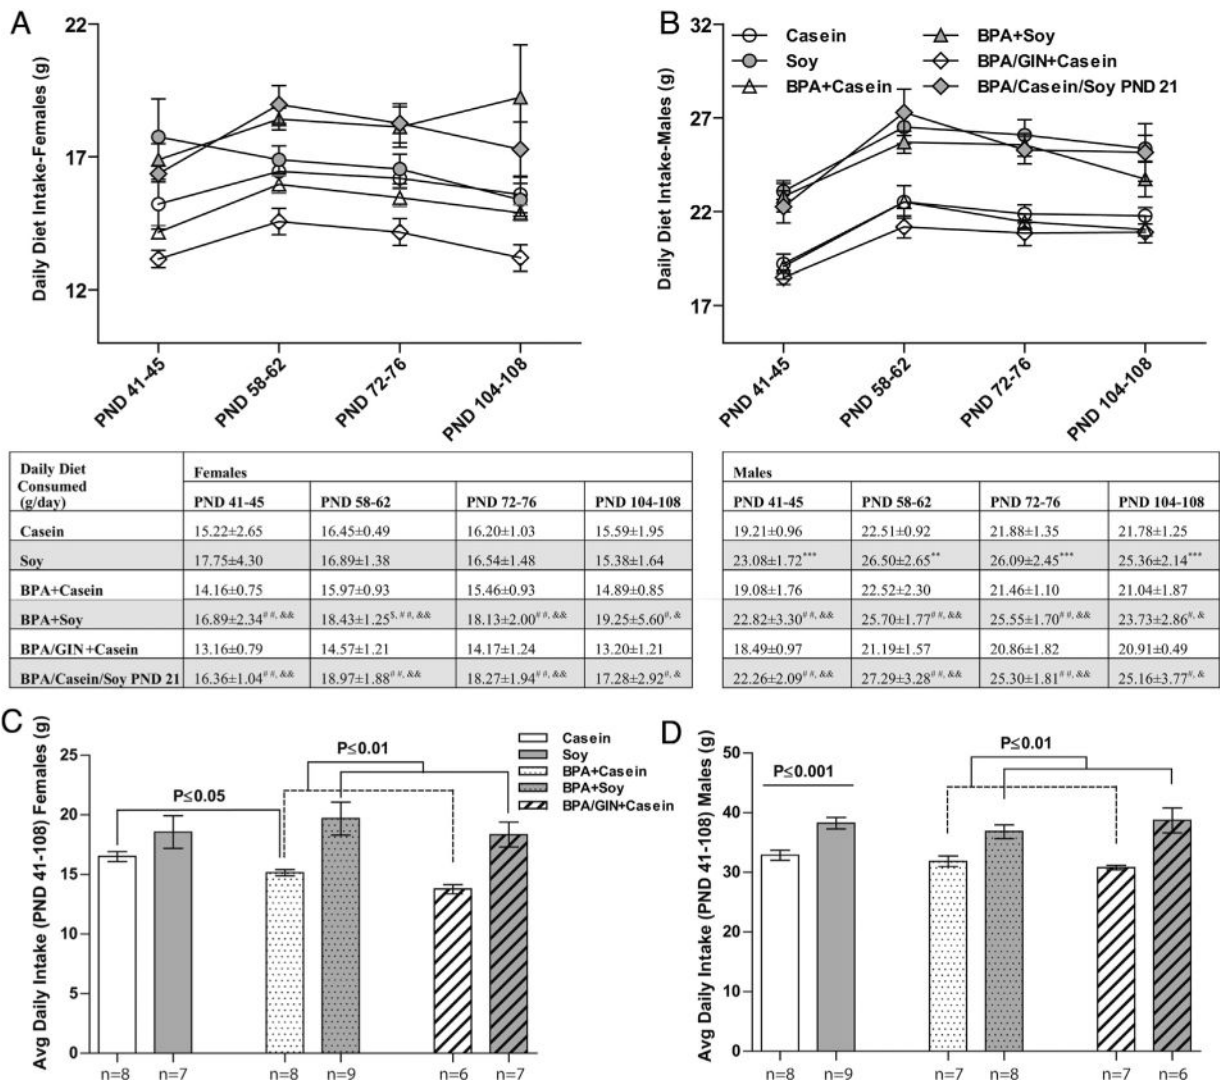 A
22
17
12
Daily Diet Intake-Females (g)
PND 41-45
PND 58-62
PND 72-76
PND 104-108
B
32
27
22
17
Daily Diet Intake-Males (g)
Casein
Soy
BPA+Casein
BPA+Soy
BPA/GIN+Casein
BPA/Casein/Soy PND 21
PND 41-45
PND 58-62
PND 72-76
PND 104-108
Daily Diet Consumed (g/day) Females
PND 41-45 PND 58-62 PND 72-76 PND 104-108
Casein 15.22±2.65 16.45±0.49 16.20±1.03 15.59±1.95
Soy 17.75±4.30 16.89±1.38 16.54±1.48 15.38±1.64
BPA+Casein 14.16±0.75 15.97±0.93 15.46±0.93 14.89±0.85
BPA+Soy 16.89±2.34##, && 18.43±1.25$, ##, && 18.13±2.00##, && 19.25±5.60#, &
BPA/GIN+Casein 13.16±0.79 14.57±1.21 14.17±1.24 13.20±1.21
BPA/Casein/Soy PND 21 16.36±1.04##, && 18.97±1.88##, && 18.27±1.94##, && 17.28±2.92#, &
Males
PND 41-45 PND 58-62 PND 72-76 PND 104-108
19.21±0.96 22.51±0.92 21.88±1.35 21.78±1.25
23.08±1.72*** 26.50±2.65** 26.09±2.45*** 25.36±2.14***
19.08±1.76 22.52±2.30 21.46±1.10 21.04±1.87
22.82±3.30##, && 25.70±1.77##, && 25.55±1.70##, && 23.73±2.86#, &
18.49±0.97 21.19±1.57 20.86±1.82 20.91±0.49
22.26±2.09##, && 27.29±3.28##, && 25.30±1.81##, && 25.16±3.77#, &
C
Avg Daily Intake (PND 41-108) Females (g)
25
20
15
10
5
0
P≤0.05
P≤0.01
Casein
Soy
BPA+Casein
BPA+Soy
BPA/GIN+Casein
n=8 n=7 n=8 n=9 n=6 n=7
D
Avg Daily Intake (PND 41-108) Males (g)
50
40
30
20
10
0
P≤0.001
P≤0.01
n=8 n=9 n=7 n=8 n=7 n=6